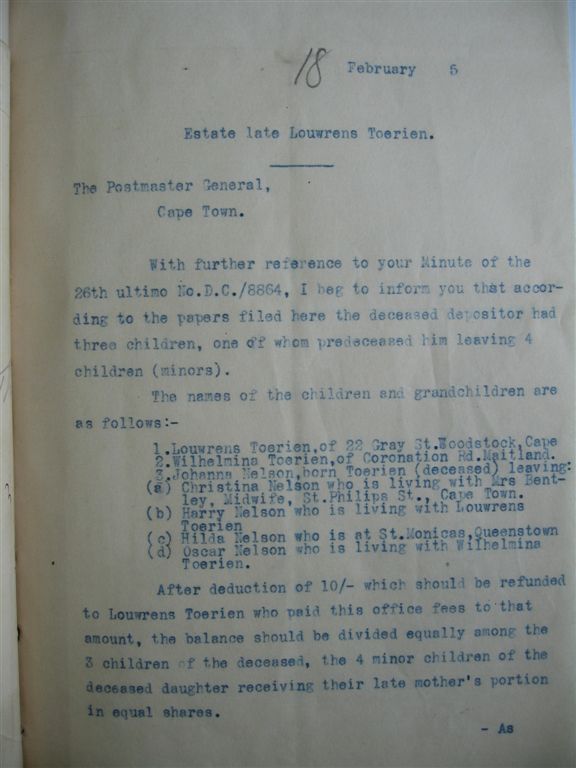 18 February 5
Estate late Louwrens Toerien.
The Postmaster General,
Cape Town.
With further reference to your Minute of the
26th ultimo No.D.C./8864, I beg to inform you that accor-
ding to the papers filed here the deceased depositor had
three children, one of whom predeceased him leaving 4
children (minors).
The names of the children and grandchildren are
as follows:-
1.Louwrens Toerien,of 22 Gray St.Woodstock,Cape
2.Wilhelmina Toerien,of Coronation Rd.Maitland.
3.Johanna Nelson,born Toerien (deceased) leaving:
(a) Christina Nelson who is living with Mrs Bent-
ley, Midwife, St.Philips St., Cape Town.
(b) Harry Nelson who is living with Louwrens
Toerien
(c) Hilda Nelson who is at St.Monicas,Queenstown
(d) Oscar Nelson who is living with Wilhelmina
Toerien.
After deduction of 10/- which should be refunded
to Louwrens Toerien who paid this office fees to that
amount, the balance should be divided equally among the
3 children of the deceased, the 4 minor children of the
deceased daughter receiving their late mother's portion
in equal shares.
- As